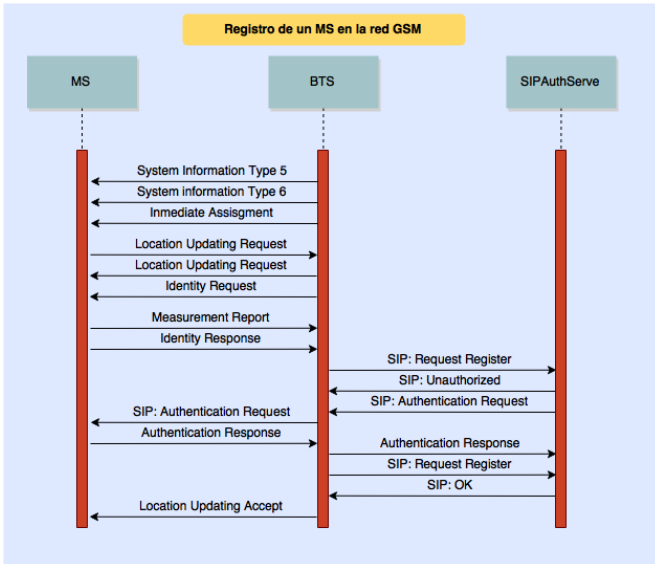 Registro de un MS en la red GSM
MS
BTS
SIPAuthServe
System Information Type 5
System information Type 6
Inmediate Assigment
Location Updating Request
Location Updating Request
Identity Request
Measurement Report
Identity Response
SIP: Request Register
SIP: Unauthorized
SIP: Authentication Request
SIP: Authentication Request
Authentication Response
Authentication Response
SIP: Request Register
SIP: OK
Location Updating Accept